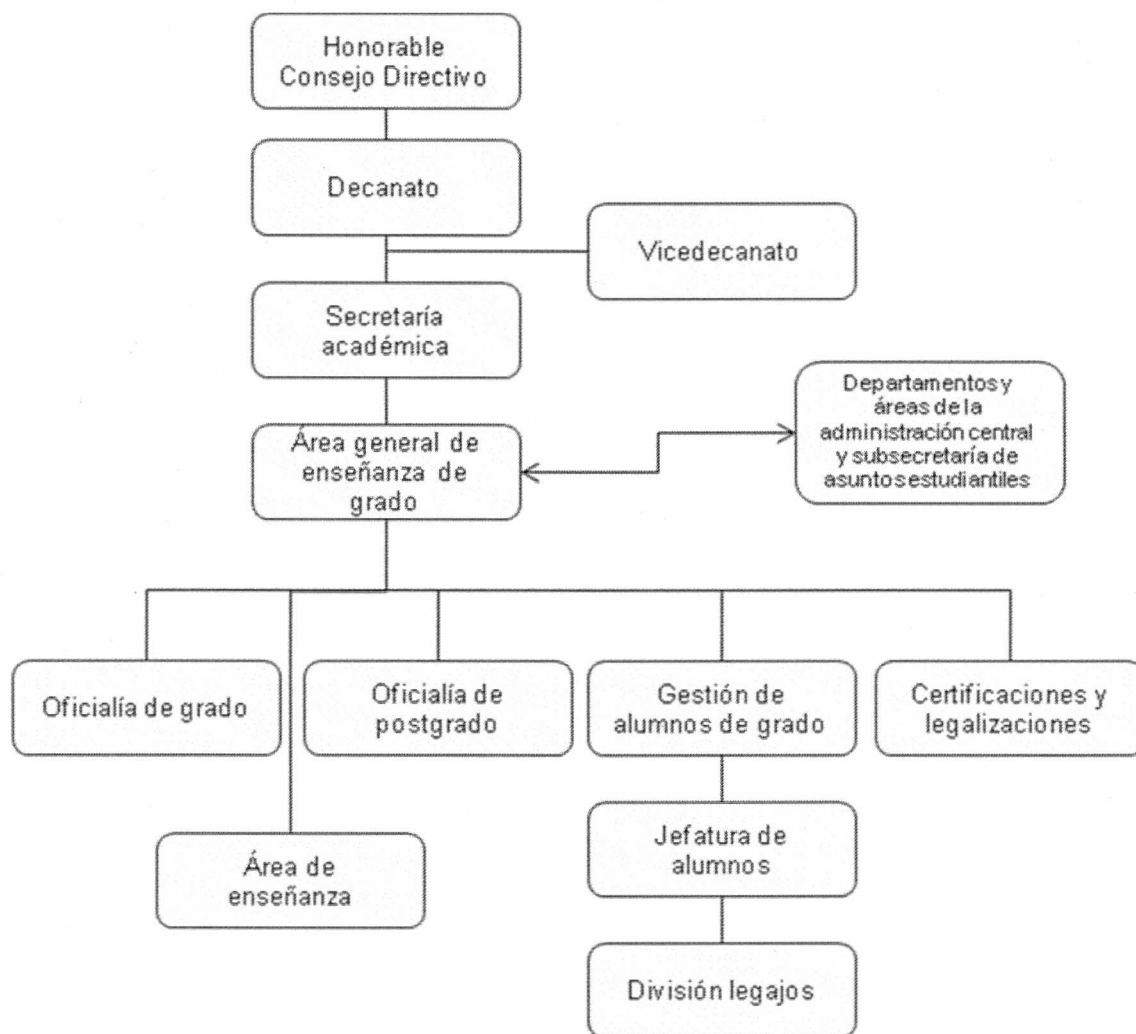 Honorable
Consejo Directivo
Decanato
Vicedecanato
Secretaría
académica
Departamentos y
áreas de la
administración central
y subsecretaría de
asuntos estudiantiles
Área general de
enseñanza de
grado
Oficialía de grado
Oficialía de
postgrado
Gestión de
alumnos de grado
Certificaciones y
legalizaciones
Área de
enseñanza
Jefatura de
alumnos
División legajos